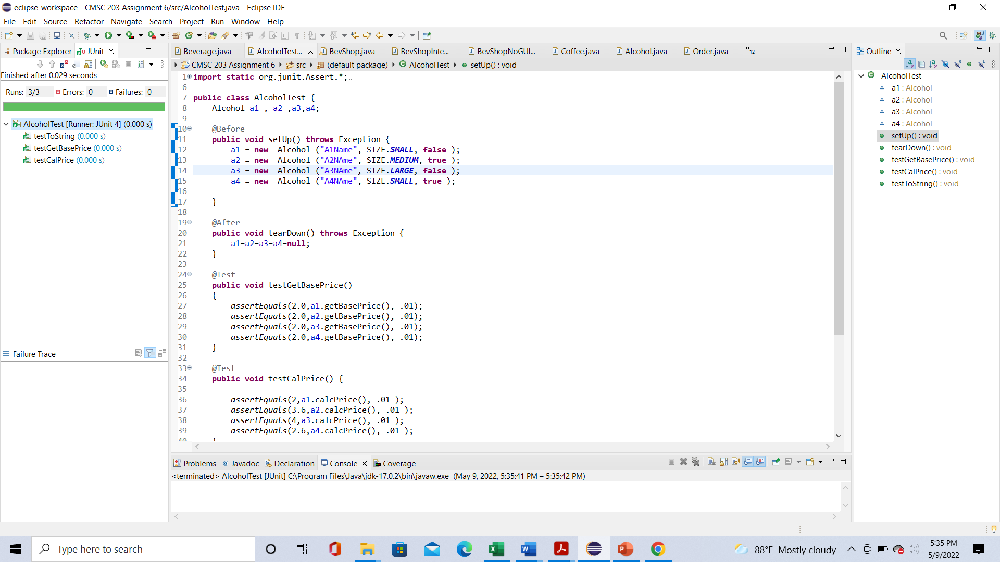 eclipse-workspace - CMSC 203 Assignment 6/src/AlcoholTest.java - Eclipse IDE
File Edit Source Refactor Navigate Search Project Run Window Help
Package Explorer JUnit
Finished after 0.029 seconds
Runs: 3/3 Errors: 0 Failures: 0
AlcoholTest [Runner: JUnit 4] (0.000 s)
testToString (0.000 s)
testGetBasePrice (0.000 s)
testCalPrice (0.000 s)
Failure Trace
Beverage.java AlcoholTest... BevShop.java BevShopInte... BevShopNoGUI... Coffee.java Alcohol.java Order.java »12
CMSC 203 Assignment 6 src (default package) AlcoholTest setUp() : void
1 import static org.junit.Assert.*;
6
7 public class AlcoholTest {
8 Alcohol a1 , a2 ,a3,a4;
9
10 @Before
11 public void setUp() throws Exception {
12 a1 = new  Alcohol ("A1Name", SIZE.SMALL, false );
13 a2 = new  Alcohol ("A2NAme", SIZE.MEDIUM, true );
14 a3 = new  Alcohol ("A3NAme", SIZE.LARGE, false );
15 a4 = new  Alcohol ("A4NAme", SIZE.SMALL, true );
16
17 }
18
19 @After
20 public void tearDown() throws Exception {
21 a1=a2=a3=a4=null;
22 }
23
24 @Test
25 public void testGetBasePrice()
26 {
27 assertEquals(2.0,a1.getBasePrice(), .01);
28 assertEquals(2.0,a2.getBasePrice(), .01);
29 assertEquals(2.0,a3.getBasePrice(), .01);
30 assertEquals(2.0,a4.getBasePrice(), .01);
31 }
32
33 @Test
34 public void testCalPrice() {
35
36 assertEquals(2,a1.calcPrice(), .01 );
37 assertEquals(3.6,a2.calcPrice(), .01 );
38 assertEquals(4,a3.calcPrice(), .01 );
39 assertEquals(2.6,a4.calcPrice(), .01 );
40 }
Outline
AlcoholTest
a1 : Alcohol
a2 : Alcohol
a3 : Alcohol
a4 : Alcohol
setUp() : void
tearDown() : void
testGetBasePrice() : void
testCalPrice() : void
testToString() : void
Problems @ Javadoc Declaration Console Coverage
<terminated> AlcoholTest [JUnit] C:\Program Files\Java\jdk-17.0.2\bin\javaw.exe (May 9, 2022, 5:35:41 PM – 5:35:42 PM)
Type here to search
88°F Mostly cloudy
5:35 PM
5/9/2022